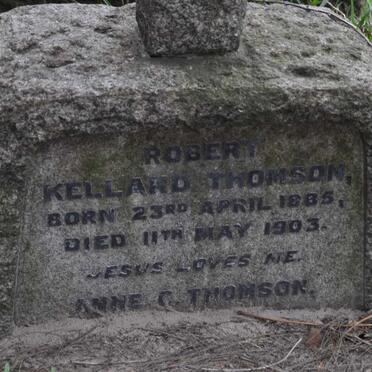 ROBERT
KELLARD THOMSON,
BORN 23RD APRIL 1885,
DIED 11TH MAY 1903.
JESUS LOVES ME.
ANNE C. THOMSON.